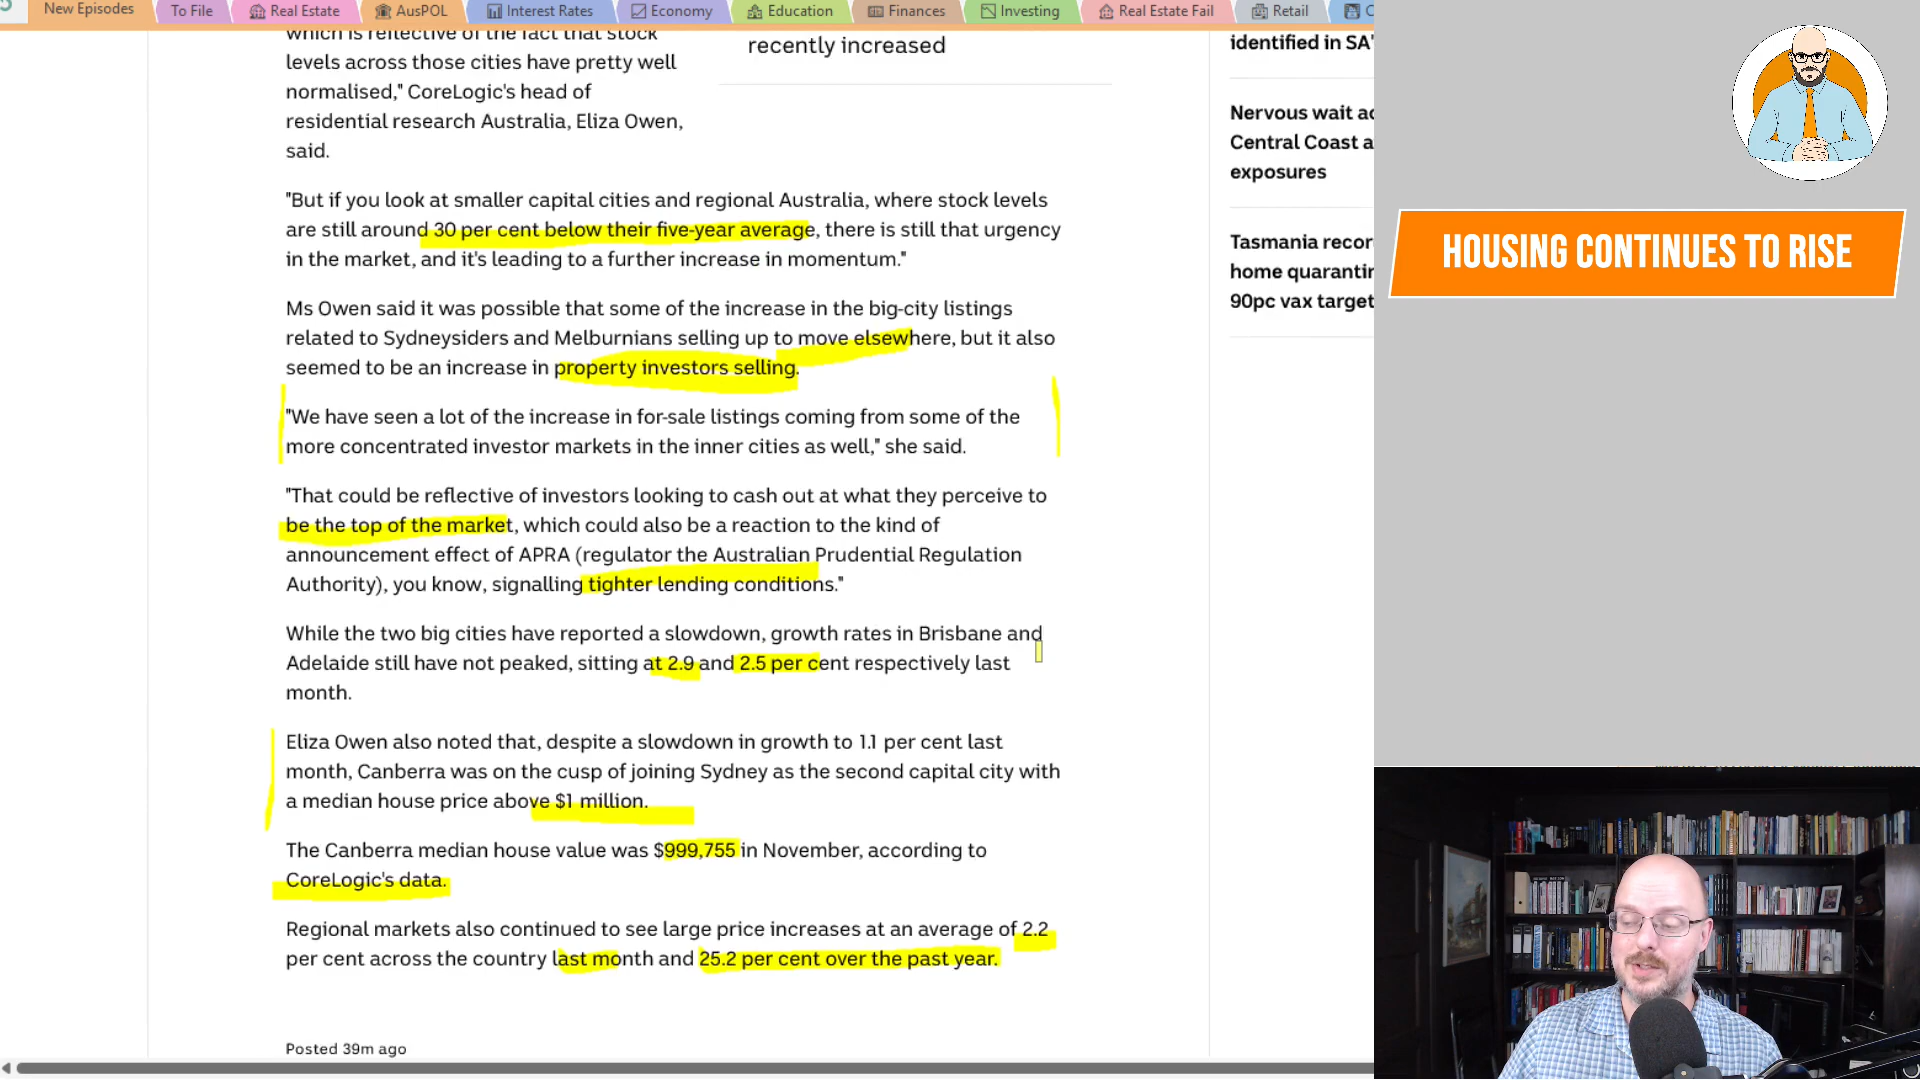 New Episodes
To File
Real Estate
AusPOL
Interest Rates
Economy
Education
Finances
Investing
Real Estate Fail
Retail
which is reflective of the fact that stock
levels across those cities have pretty well
normalised," CoreLogic's head of
residential research Australia, Eliza Owen,
said.
recently increased
"But if you look at smaller capital cities and regional Australia, where stock levels
are still around 30 per cent below their five-year average, there is still that urgency
in the market, and it's leading to a further increase in momentum."
Ms Owen said it was possible that some of the increase in the big-city listings
related to Sydneysiders and Melburnians selling up to move elsewhere, but it also
seemed to be an increase in property investors selling.
"We have seen a lot of the increase in for-sale listings coming from some of the
more concentrated investor markets in the inner cities as well," she said.
"That could be reflective of investors looking to cash out at what they perceive to
be the top of the market, which could also be a reaction to the kind of
announcement effect of APRA (regulator the Australian Prudential Regulation
Authority), you know, signalling tighter lending conditions."
While the two big cities have reported a slowdown, growth rates in Brisbane and
Adelaide still have not peaked, sitting at 2.9 and 2.5 per cent respectively last
month.
Eliza Owen also noted that, despite a slowdown in growth to 1.1 per cent last
month, Canberra was on the cusp of joining Sydney as the second capital city with
a median house price above $1 million.
The Canberra median house value was $999,755 in November, according to
CoreLogic's data.
Regional markets also continued to see large price increases at an average of 2.2
per cent across the country last month and 25.2 per cent over the past year.
Posted 39m ago
identified in SA'
Nervous wait
Central Coast
exposures
Tasmania
home
90pc vax target
HOUSING CONTINUES TO RISE